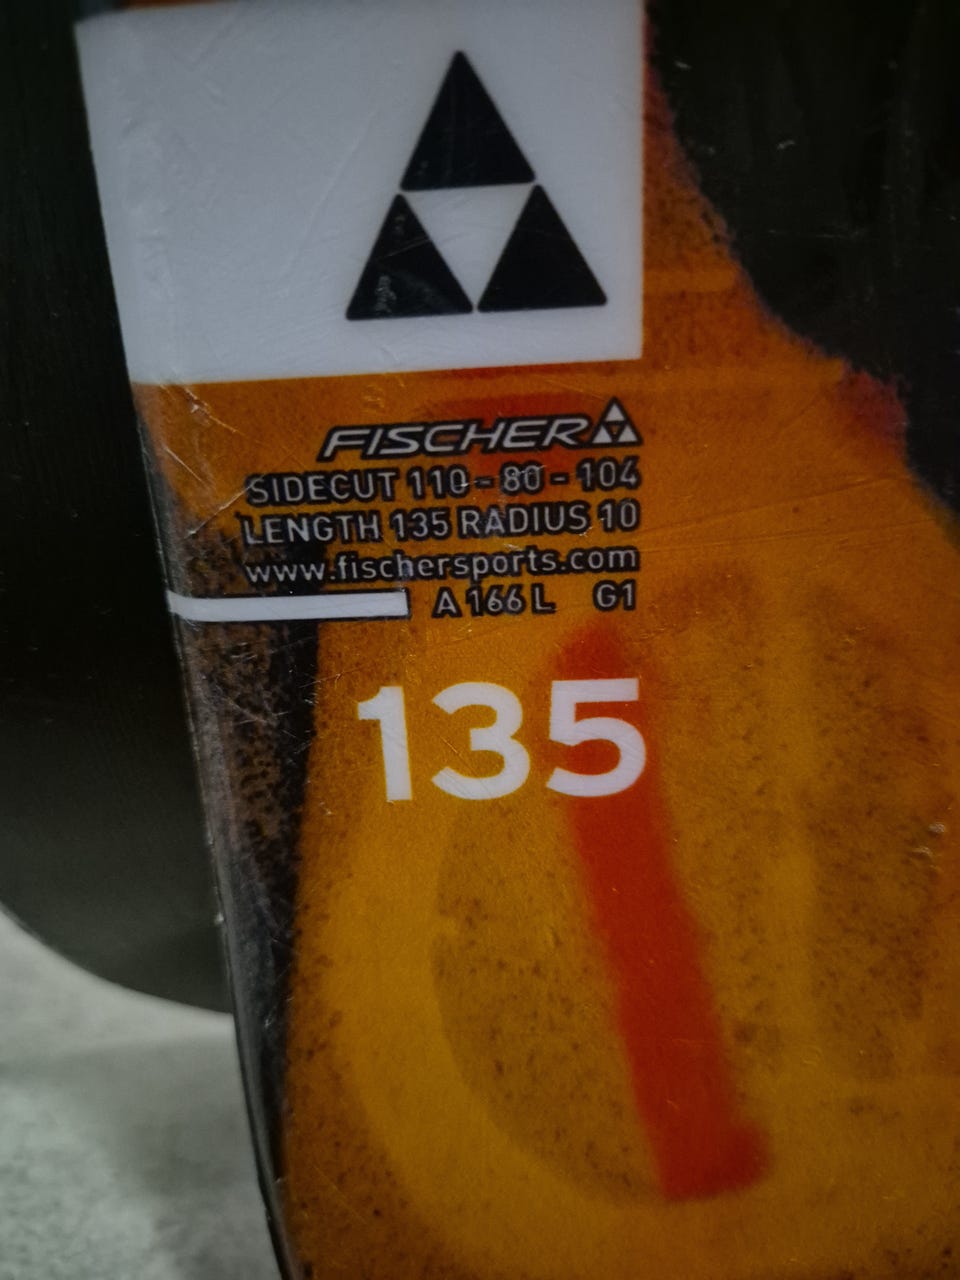 FISCHER
SIDECUT 110 - 80 - 104
LENGTH 135 RADIUS 10
www.fischersports.com
A 166 L G1
135